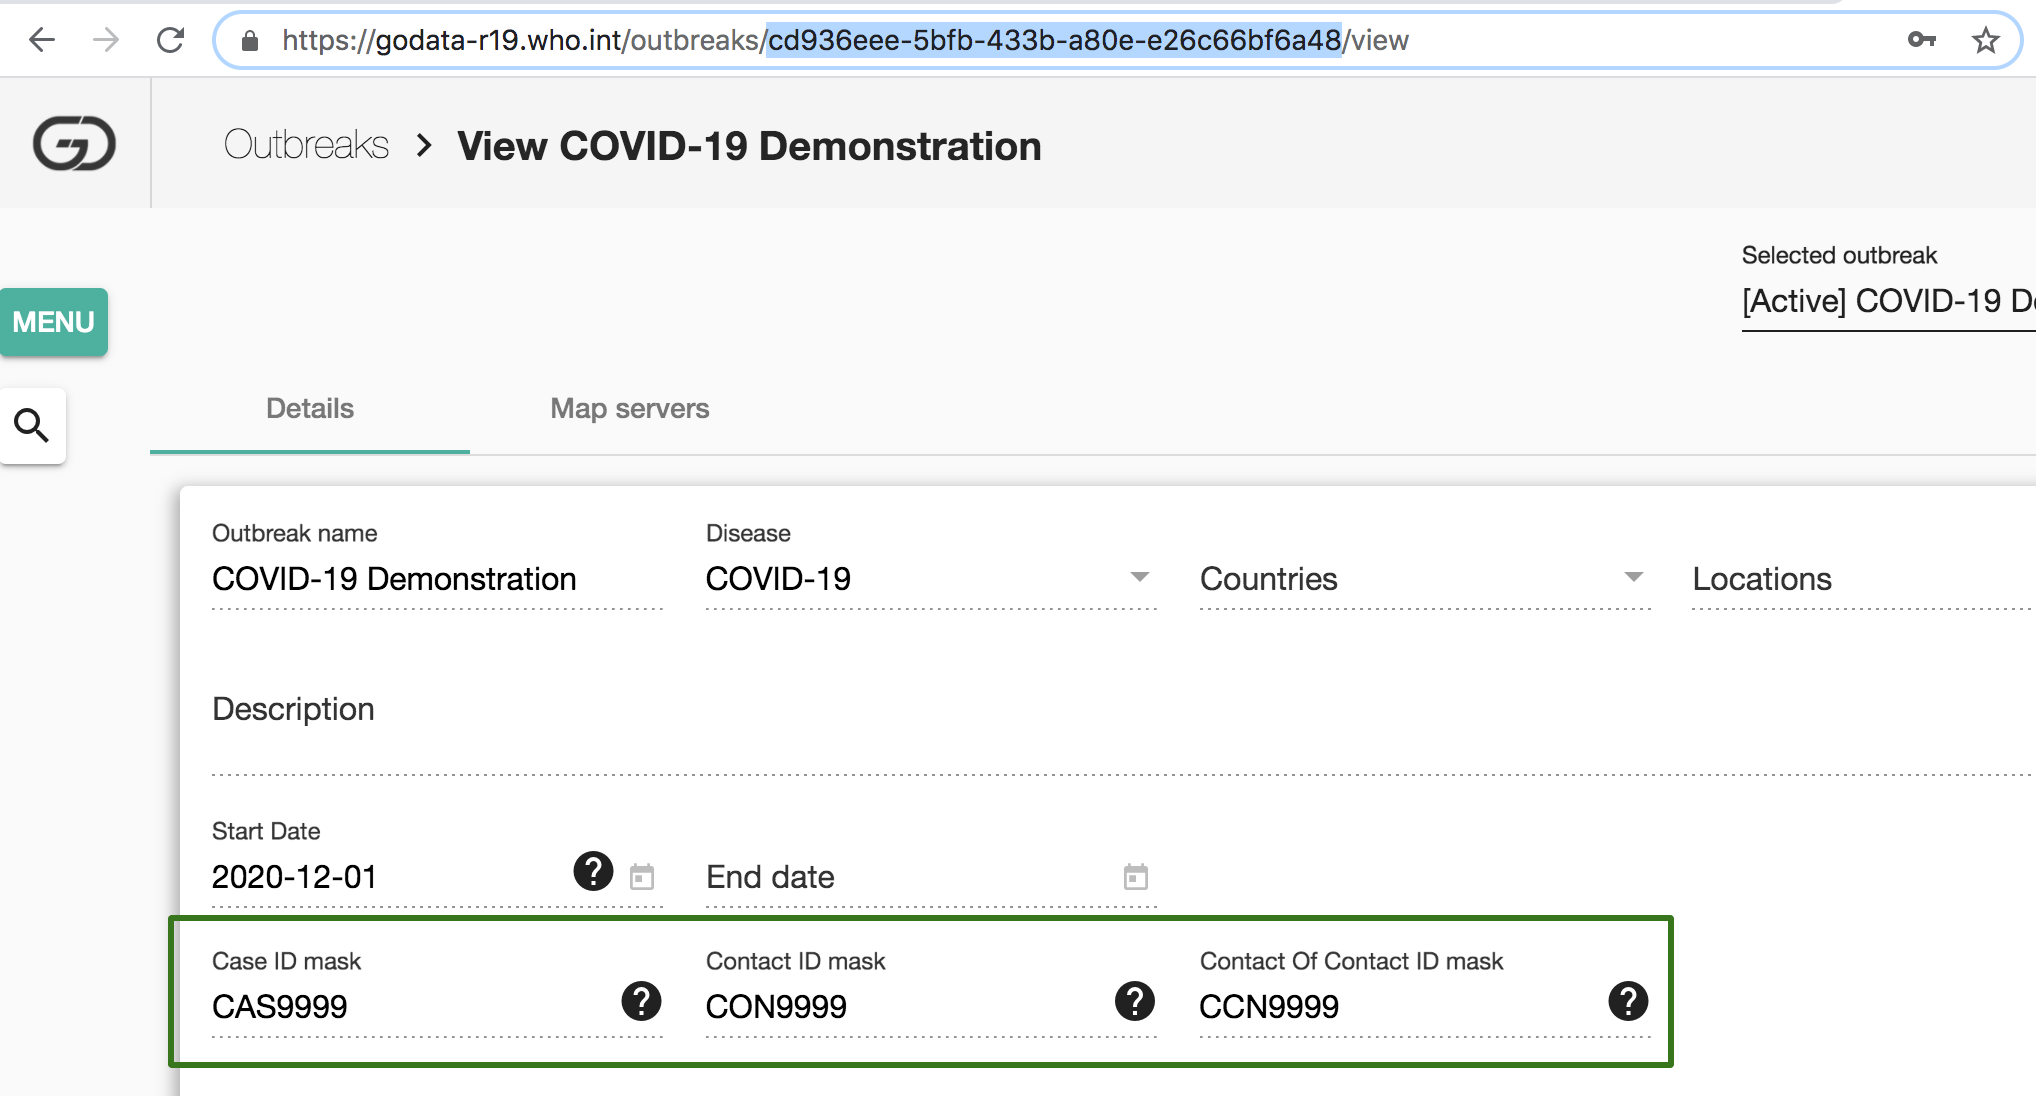 https://godata-r19.who.int/outbreaks/cd936eee-5bfb-433b-a80e-e26c66bf6a48/view
Outbreaks > View COVID-19 Demonstration
Selected outbreak
[Active] COVID-19 De
MENU
Details Map servers
Outbreak name Disease
COVID-19 Demonstration COVID-19 Countries Locations
Description
Start Date
2020-12-01 ? End date
Case ID mask Contact ID mask Contact Of Contact ID mask
CAS9999 ? CON9999 ? CCN9999 ?